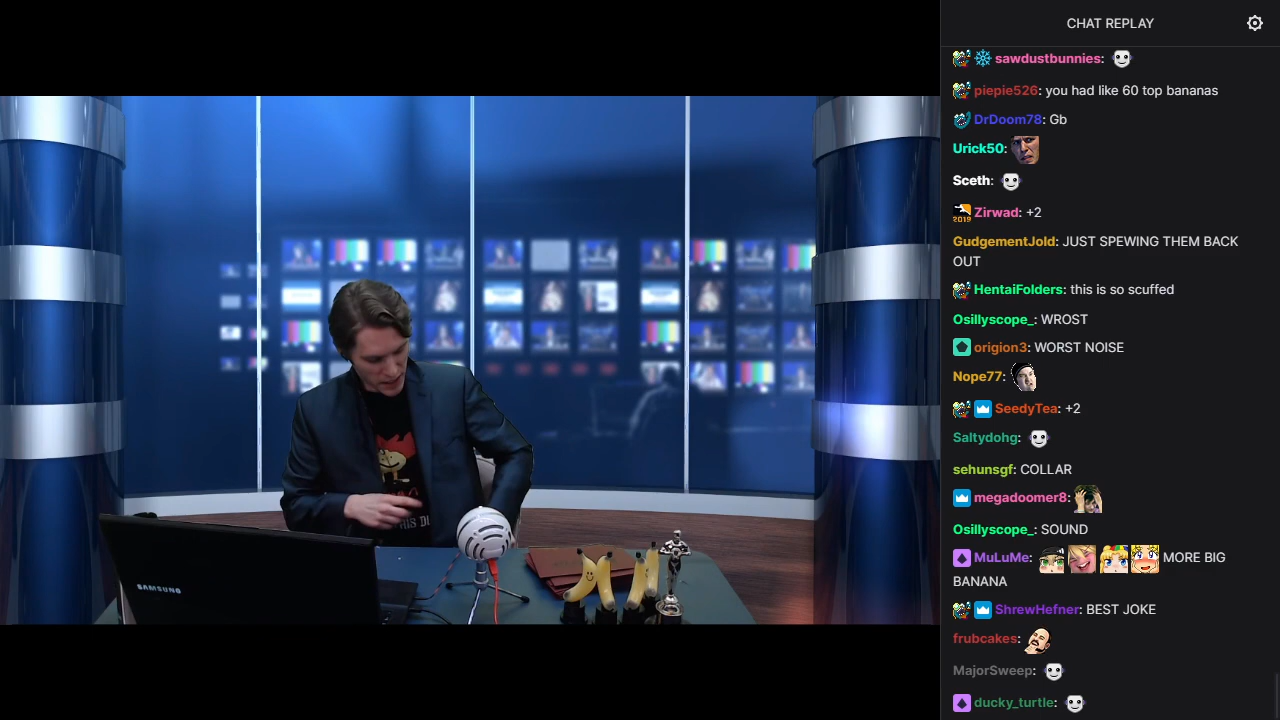 CHAT REPLAY
sawdustbunnies:
piepie526: you had like 60 top bananas
DrDoom78: Gb
Urick50:
Sceth:
2019 Zirwad: +2
GudgementJold: JUST SPEWING THEM BACK
OUT
HentaiFolders: this is so scuffed
Osillyscope_: WROST
origion3: WORST NOISE
Nope77:
SeedyTea: +2
Saltydohg:
sehunsgf: COLLAR
megadoomer8:
Osillyscope_: SOUND
MuLuMe: MORE BIG
BANANA
ShrewHefner: BEST JOKE
frubcakes:
MajorSweep:
ducky_turtle:
SAMSUNG